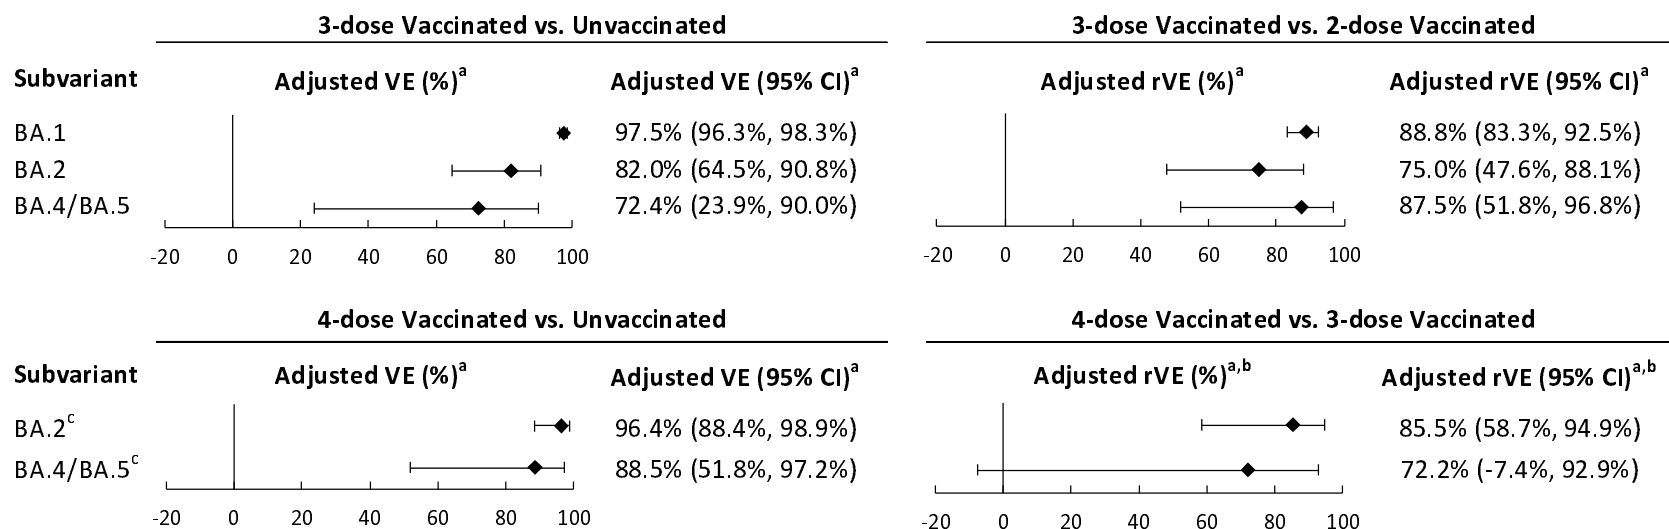 3-dose Vaccinated vs. Unvaccinated
3-dose Vaccinated vs. 2-dose Vaccinated
Subvariant Adjusted VE (%)a Adjusted VE (95% CI)a Adjusted rVE (%)a Adjusted rVE (95% CI)a
BA.1 97.5% (96.3%, 98.3%) 88.8% (83.3%, 92.5%)
BA.2 82.0% (64.5%, 90.8%) 75.0% (47.6%, 88.1%)
BA.4/BA.5 72.4% (23.9%, 90.0%) 87.5% (51.8%, 96.8%)
-20 0 20 40 60 80 100 -20 0 20 40 60 80 100
4-dose Vaccinated vs. Unvaccinated
4-dose Vaccinated vs. 3-dose Vaccinated
Subvariant Adjusted VE (%)a Adjusted VE (95% CI)a Adjusted rVE (%)a,b Adjusted rVE (95% CI)a,b
BA.2c 96.4% (88.4%, 98.9%) 85.5% (58.7%, 94.9%)
BA.4/BA.5c 88.5% (51.8%, 97.2%) 72.2% (-7.4%, 92.9%)
-20 0 20 40 60 80 100 -20 0 20 40 60 80 100